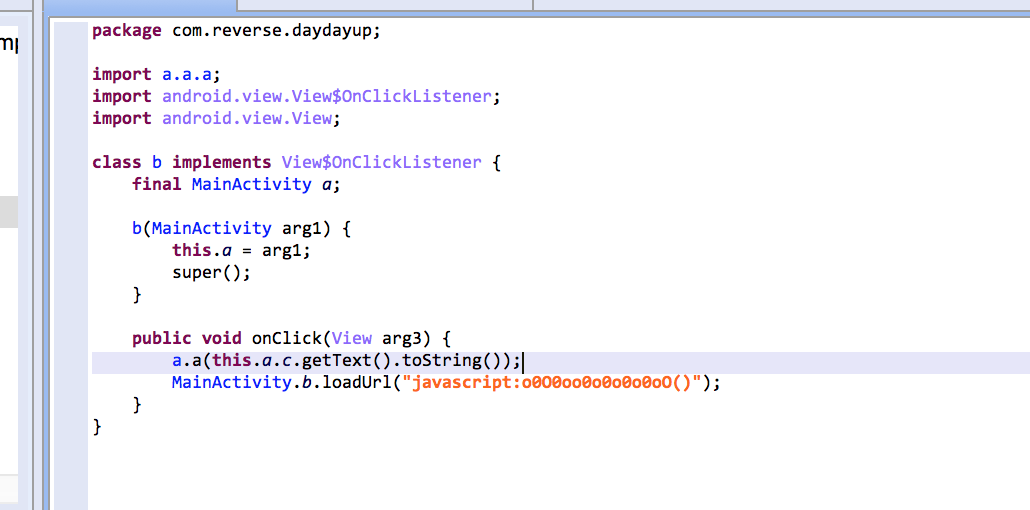 mp
package com.reverse.daydayup;
import a.a.a;
import android.view.View$OnClickListener;
import android.view.View;
class b implements View$OnClickListener {
final MainActivity a;
b(MainActivity arg1) {
this.a = arg1;
super();
}
public void onClick(View arg3) {
a.a(this.a.c.getText().toString());
MainActivity.b.loadUrl("javascript:o0O0oo0o0o0o0oO()");
}
}